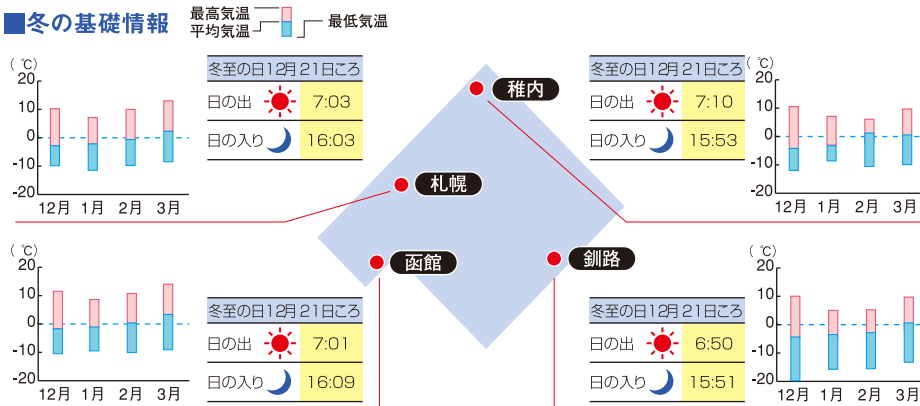 ■冬の基礎情報
最高気温
平均気温
最低気温
(℃)
20
10
0
-10
-20
12月 1月 2月 3月
冬至の日12月21日ころ
日の出 7:03
日の入り 16:03
稚内
冬至の日12月21日ころ
日の出 7:10
日の入り 15:53
(℃)
20
10
0
-10
-20
12月 1月 2月 3月
札幌
函館
釧路
(℃)
20
10
0
-10
-20
12月 1月 2月 3月
冬至の日12月21日ころ
日の出 7:01
日の入り 16:09
冬至の日12月21日ころ
日の出 6:50
日の入り 15:51
(℃)
20
10
0
-10
-20
12月 1月 2月 3月